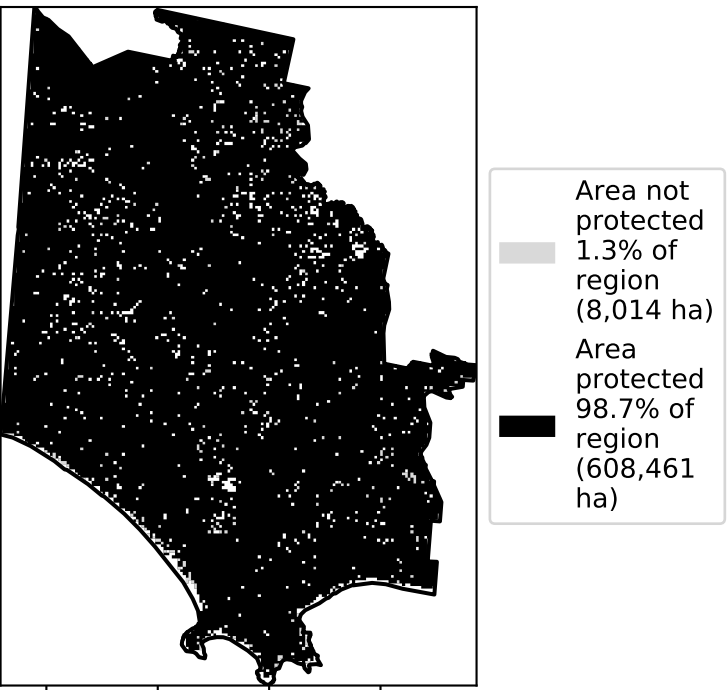 Area not
protected
1.3% of
region
(8,014 ha)
Area
protected
98.7% of
region
(608,461
ha)